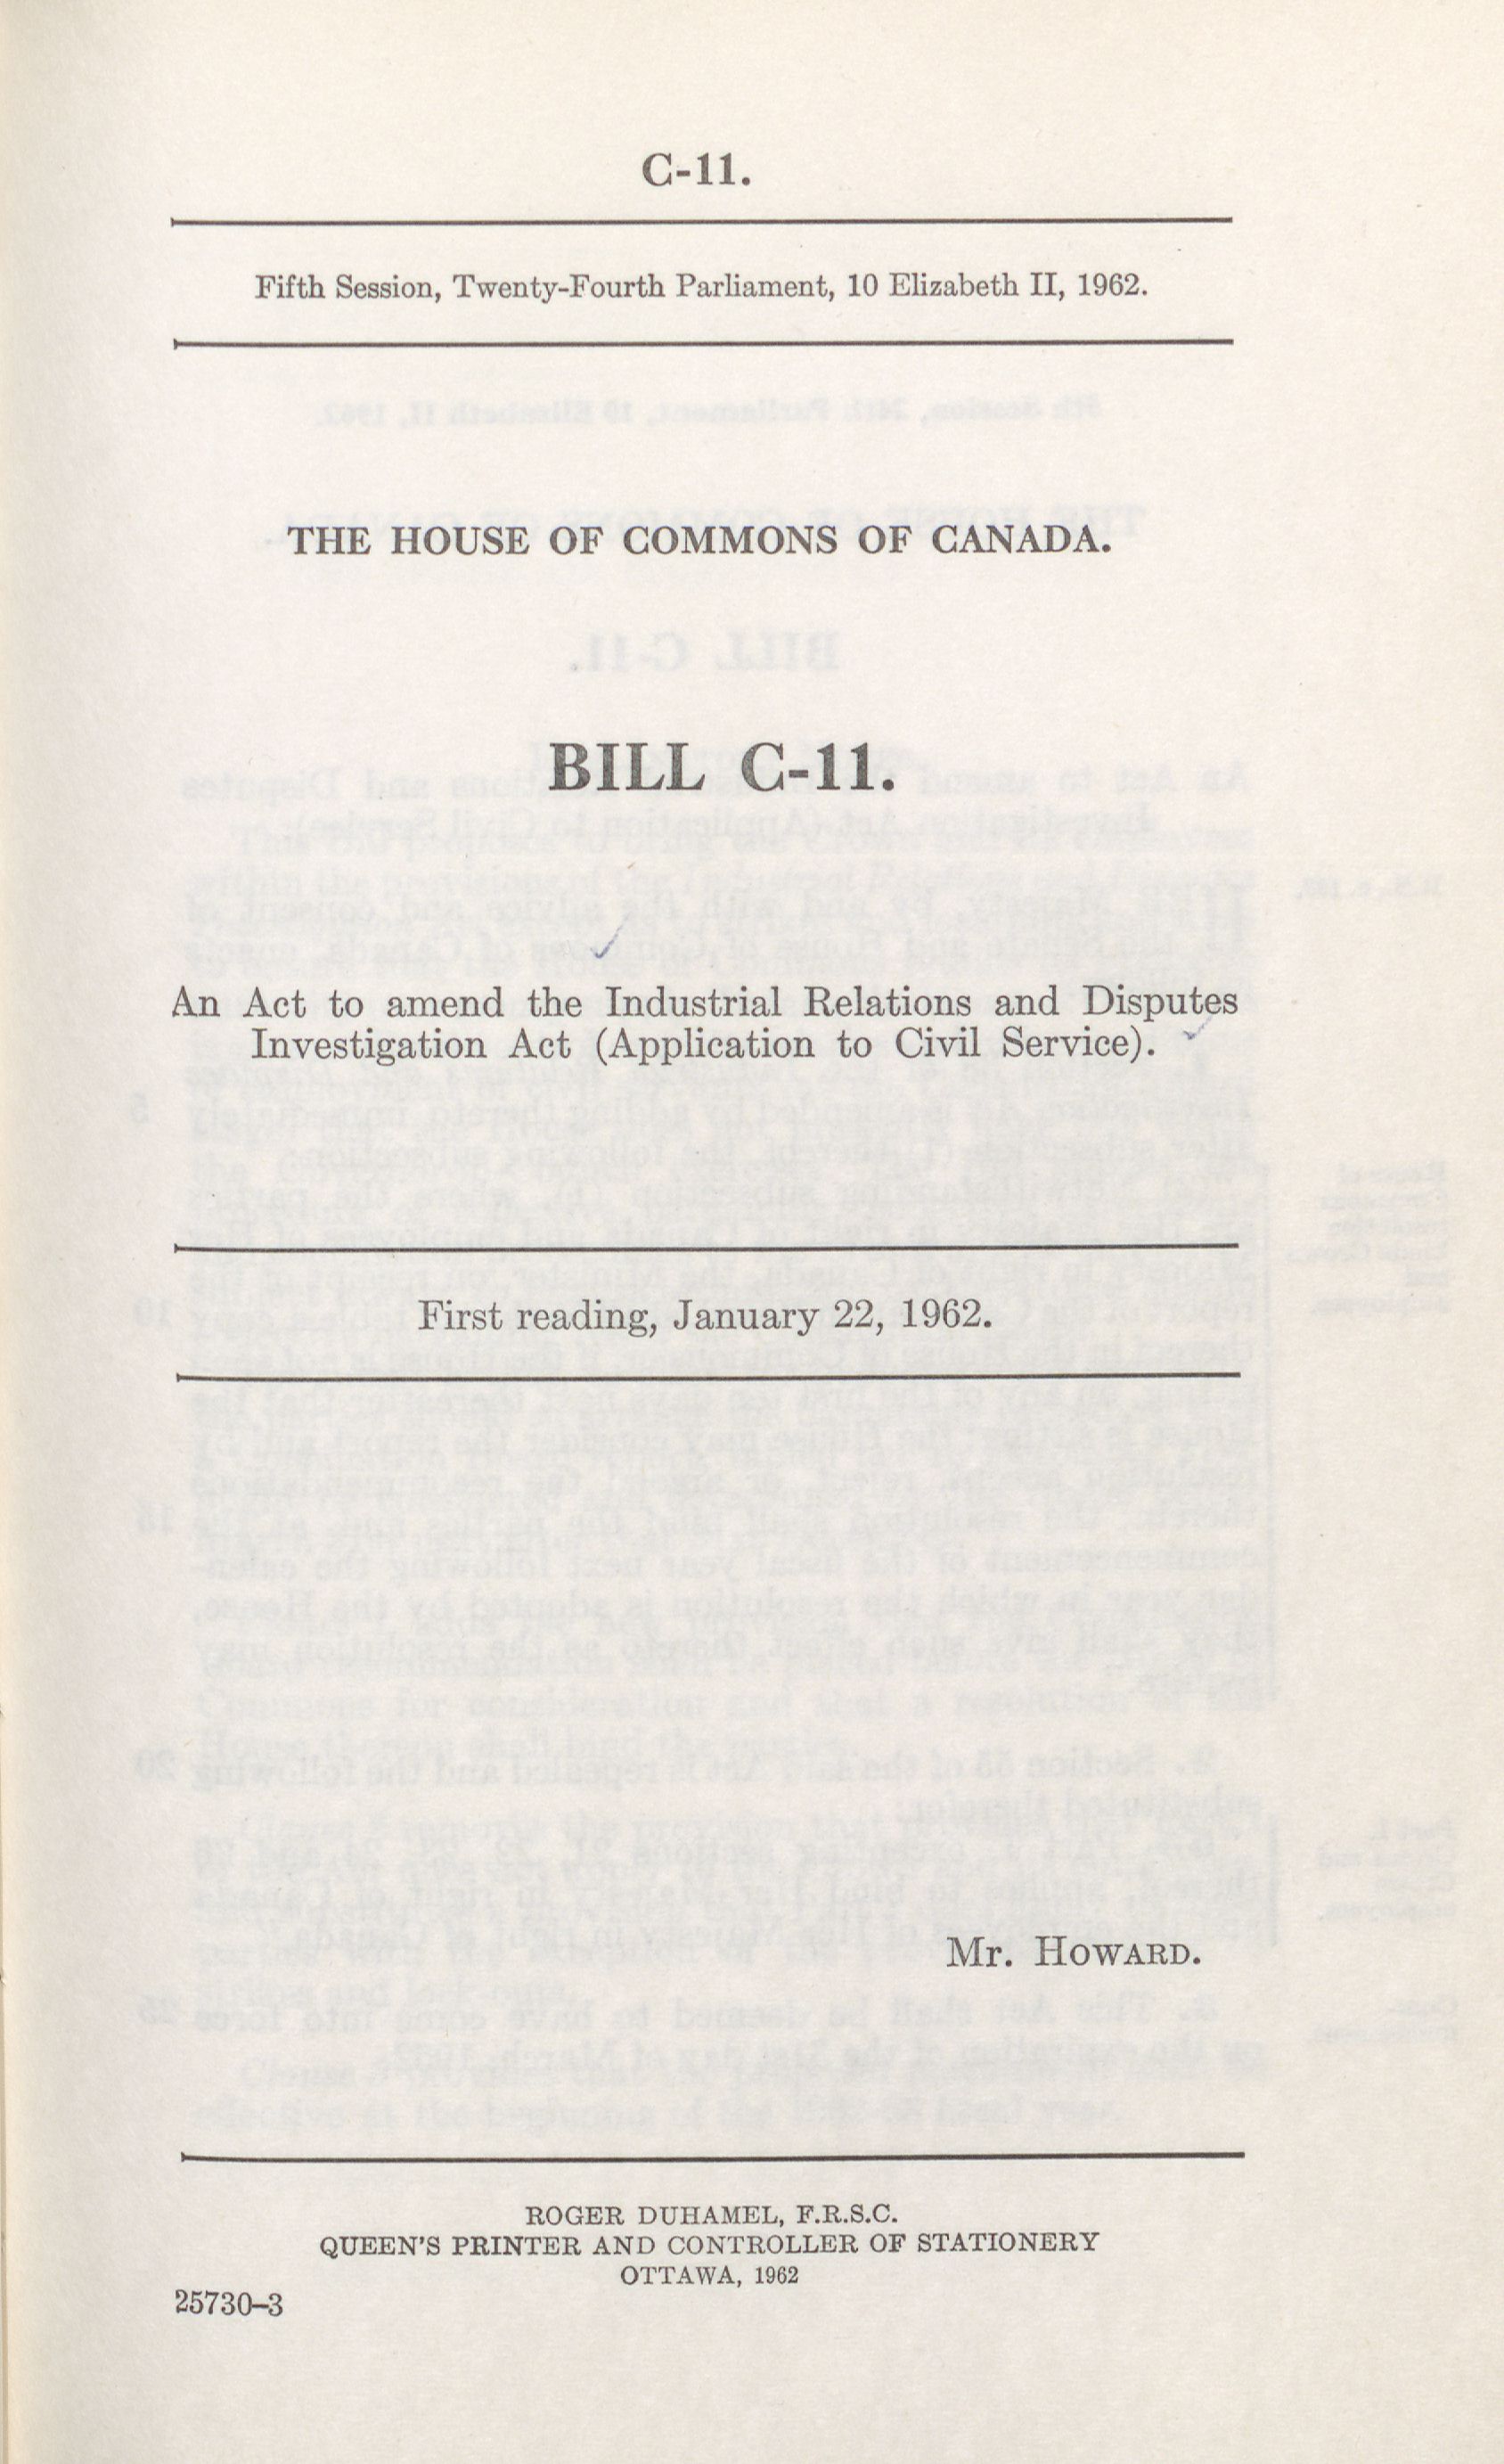 C-11.
Fifth Session, Twenty-Fourth Parliament, 10 Elizabeth II, 1962.
THE HOUSE OF COMMONS OF CANADA.
BILL C-11.
An Act to amend the Industrial Relations and Disputes
Investigation Act (Application to Civil Service).
First reading, January 22, 1962.
Mr. HOWARD.
ROGER DUHAMEL, F.R.S.C.
QUEEN'S PRINTER AND CONTROLLER OF STATIONERY
OTTAWA, 1962
25730–3